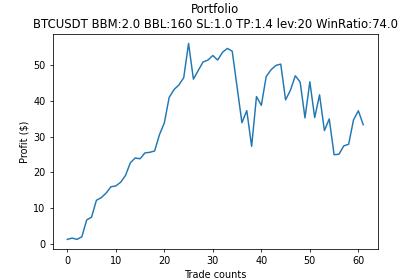 Portfolio
BTCUSDT BBM:2.0 BBL:160 SL:1.0 TP:1.4 lev:20 WinRatio:74.0
50
40
30
20
10
0
Profit ($)
0 10 20 30 40 50 60
Trade counts